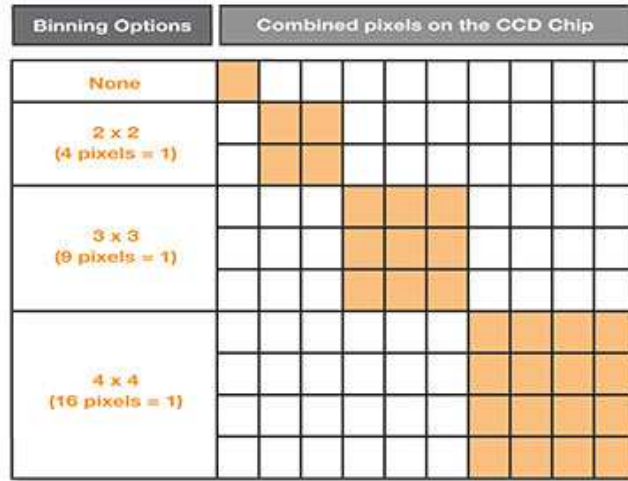 Binning Options
Combined pixels on the CCD Chip
None
2 x 2
(4 pixels = 1)
3 x 3
(9 pixels = 1)
4 x 4
(16 pixels = 1)